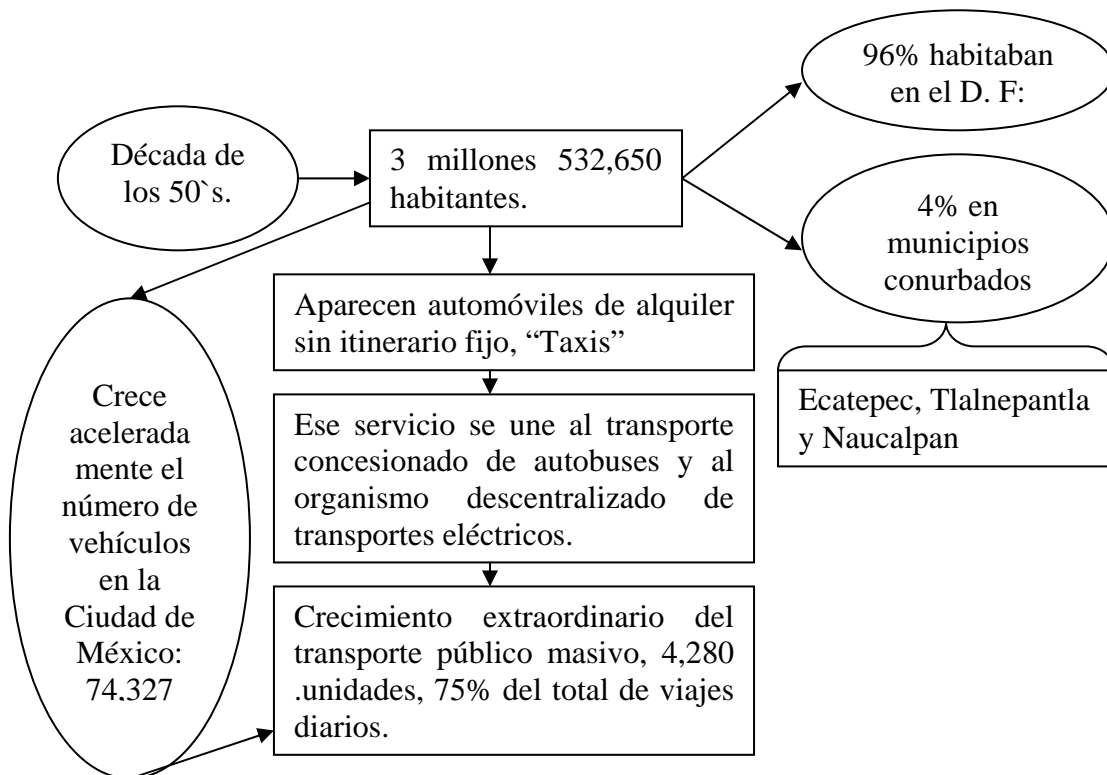 Década de
los 50`s.
3 millones 532,650
habitantes.
96% habitaban
en el D. F:
4% en
municipios
conurbados
Ecatepec, Tlalnepantla
y Naucalpan
Aparecen automóviles de alquiler
sin itinerario fijo, “Taxis”
Ese servicio se une al transporte
concesionado de autobuses y al
organismo descentralizado de
transportes eléctricos.
Crecimiento extraordinario del
transporte público masivo, 4,280
.unidades, 75% del total de viajes
diarios.
Crece
acelerada
mente el
número de
vehículos
en la
Ciudad de
México:
74,327